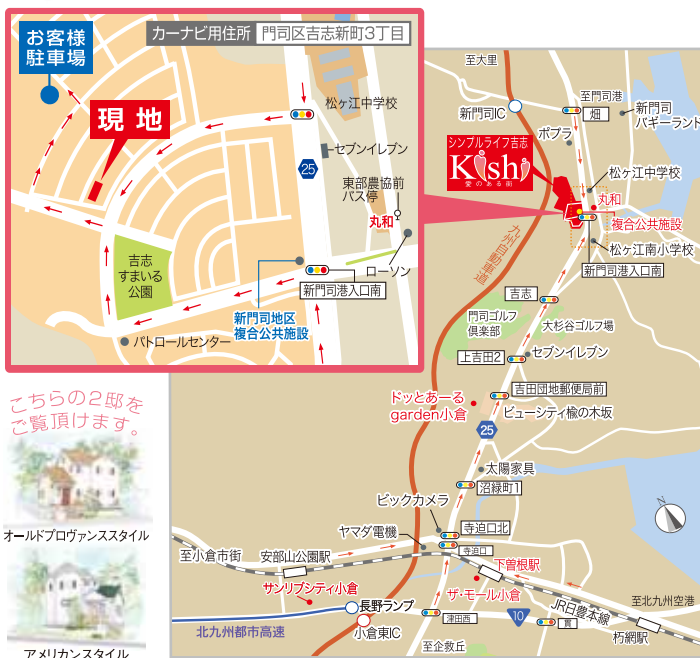 お客様
駐車場
カーナビ用住所 門司区吉志新町3丁目
現地
松ヶ江中学校
セブンイレブン
25
東部農協前
バス停
丸和
吉志
すまいる
公園
ローソン
新門司港入口南
新門司地区
複合公共施設
パトロールセンター
至大里
至門司港
新門司IC
畑
新門司
バギーランド
ポプラ
シンプルライフ吉志
Kishi
愛のある街
松ヶ江中学校
丸和
複合公共施設
松ヶ江南小学校
新門司港入口南
九州自動車道
吉志
門司ゴルフ
倶楽部
大杉谷ゴルフ場
上吉田2
セブンイレブン
吉田団地郵便局前
ドッとあーる
garden小倉
ビューシティ楡の木坂
25
太陽家具
沼緑町1
ビックカメラ
寺迫口北
ヤマダ電機
寺迫口
至小倉市街
安部山公園駅
下曽根駅
サンリブシティ小倉
ザ・モール小倉
JR日豊本線
至北九州空港
長野ランプ
北九州都市高速
小倉東IC
津田西
10
貫
朽網駅
至企救丘
N
こちらの2邸を
ご覧頂けます。
オールドプロヴァンススタイル
アメリカンスタイル